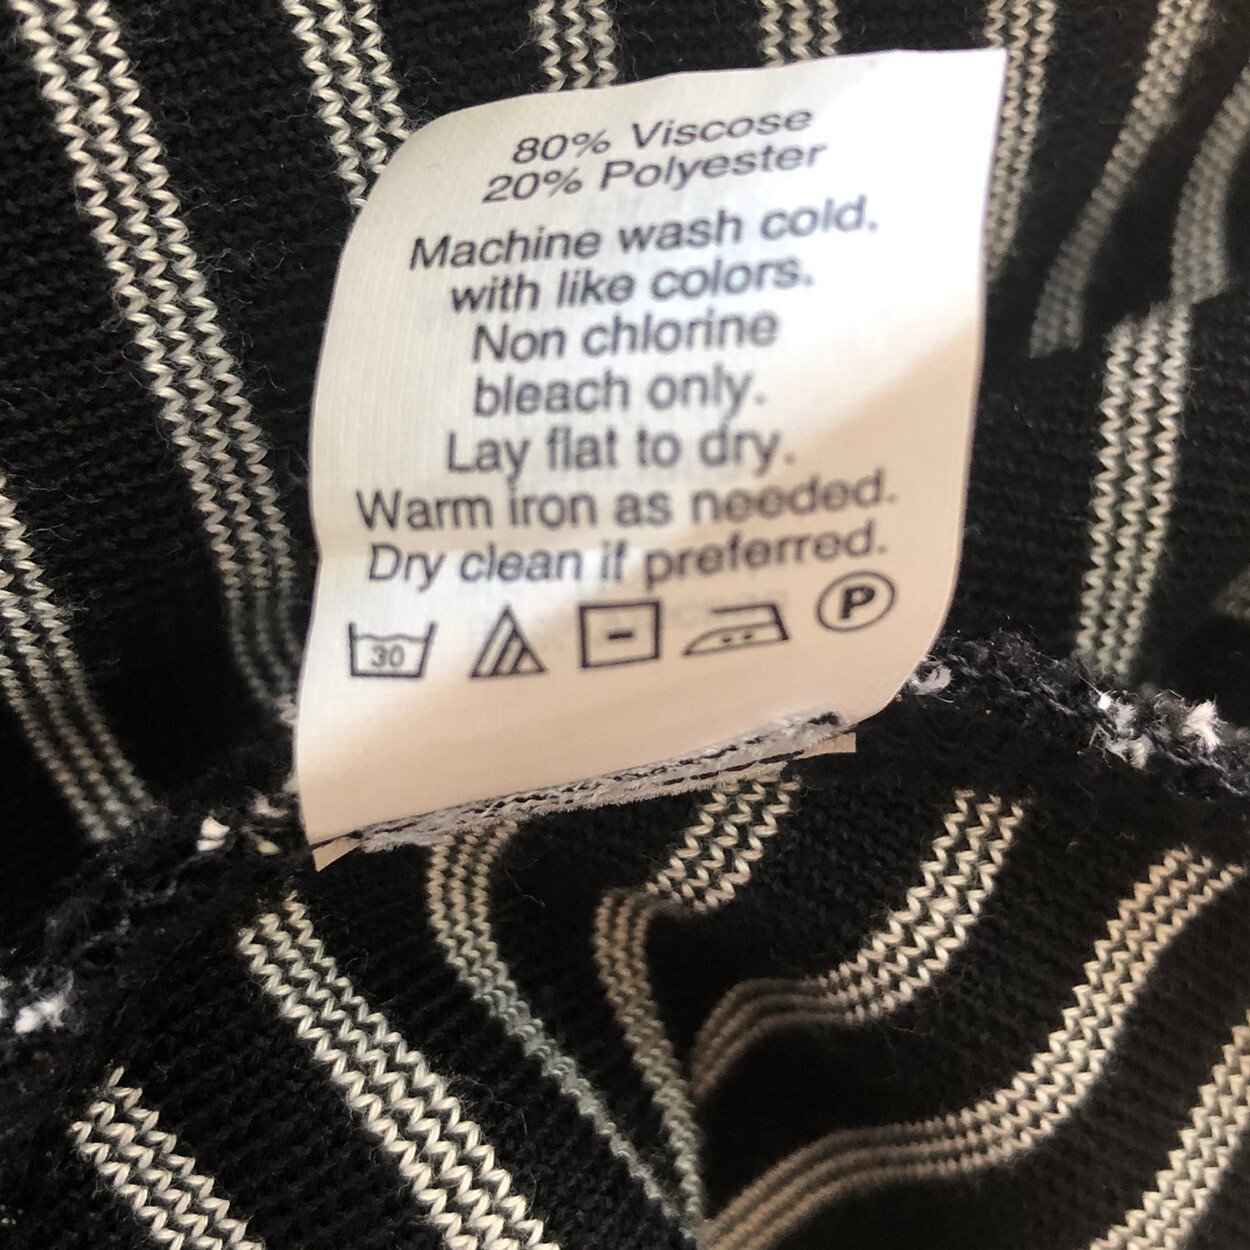 80% Viscose
20% Polyester
Machine wash cold,
with like colors.
Non chlorine
bleach only.
Lay flat to dry.
Warm iron as needed.
Dry clean if preferred.
30 P